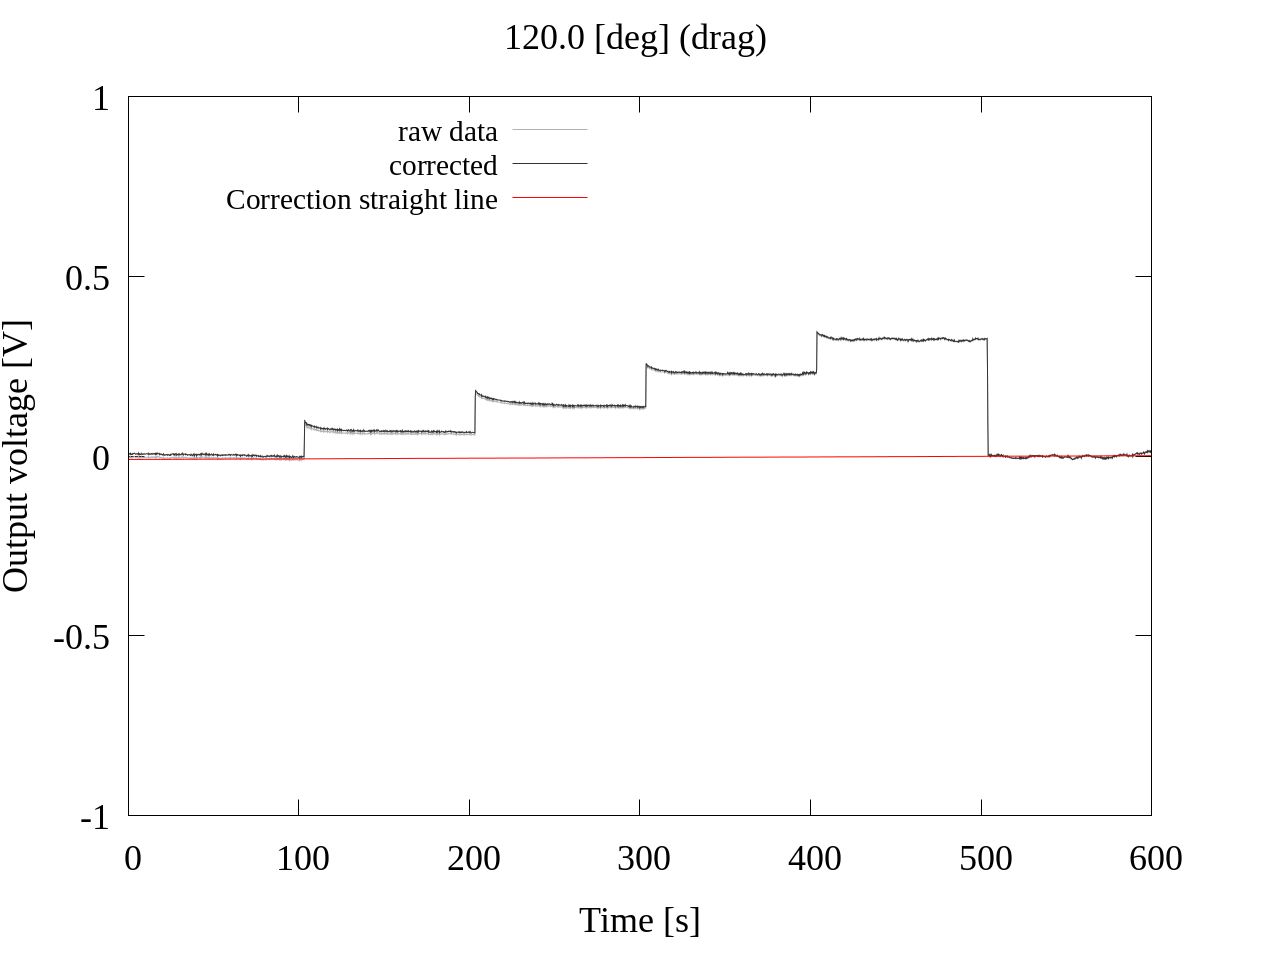 120.0 [deg] (drag)
1
raw data
corrected
Correction straight line
0.5
0
-0.5
-1
Output voltage [V]
0 100 200 300 400 500 600
Time [s]